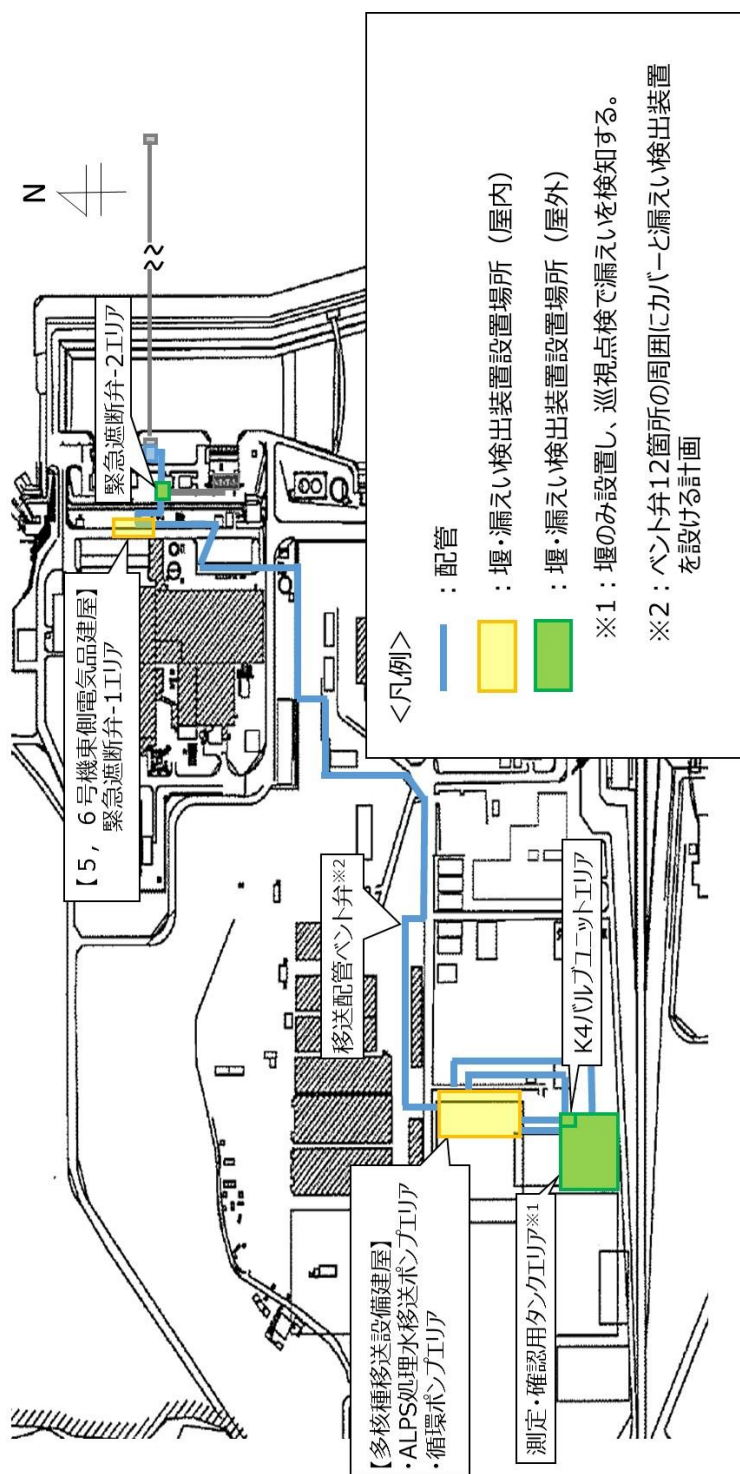 【多核種移送設備建屋】
・ALPS処理水移送ポンプエリア
・循環ポンプエリア
測定・確認用タンクエリア※1
K4バルブユニットエリア
移送配管ベント弁※2
【5，6号機東側電気品建屋】
緊急遮断弁-1エリア
緊急遮断弁-2エリア
N
<凡例>
：配管
：堰・漏えい検出装置設置場所（屋内）
：堰・漏えい検出装置設置場所（屋外）
※1：堰のみ設置し、巡視点検で漏えいを検知する。
※2：ベント弁12箇所の周囲にカバーと漏えい検出装置
を設ける計画